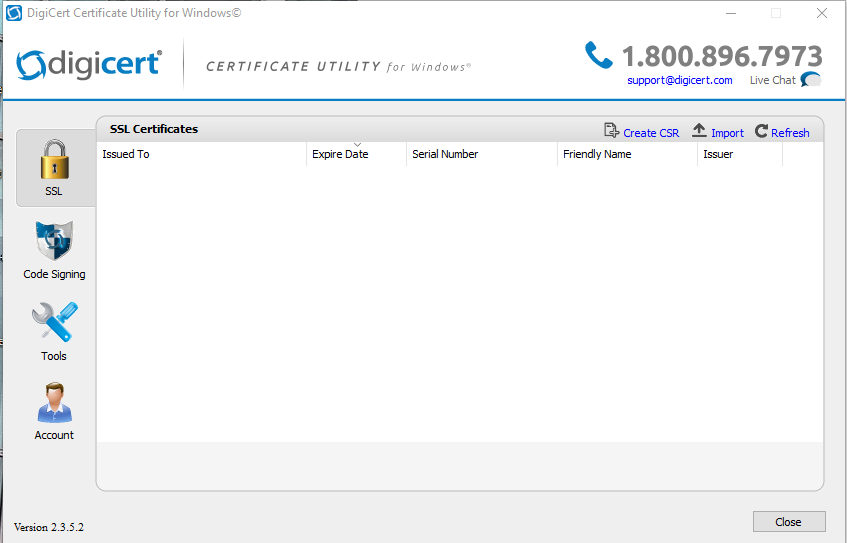 DigiCert Certificate Utility for Windows©
digicert®
CERTIFICATE UTILITY for Windows®
1.800.896.7973
support@digicert.com Live Chat
SSL Certificates
Create CSR Import Refresh
Issued To Expire Date Serial Number Friendly Name Issuer
SSL
Code Signing
Tools
Account
Version 2.3.5.2
Close